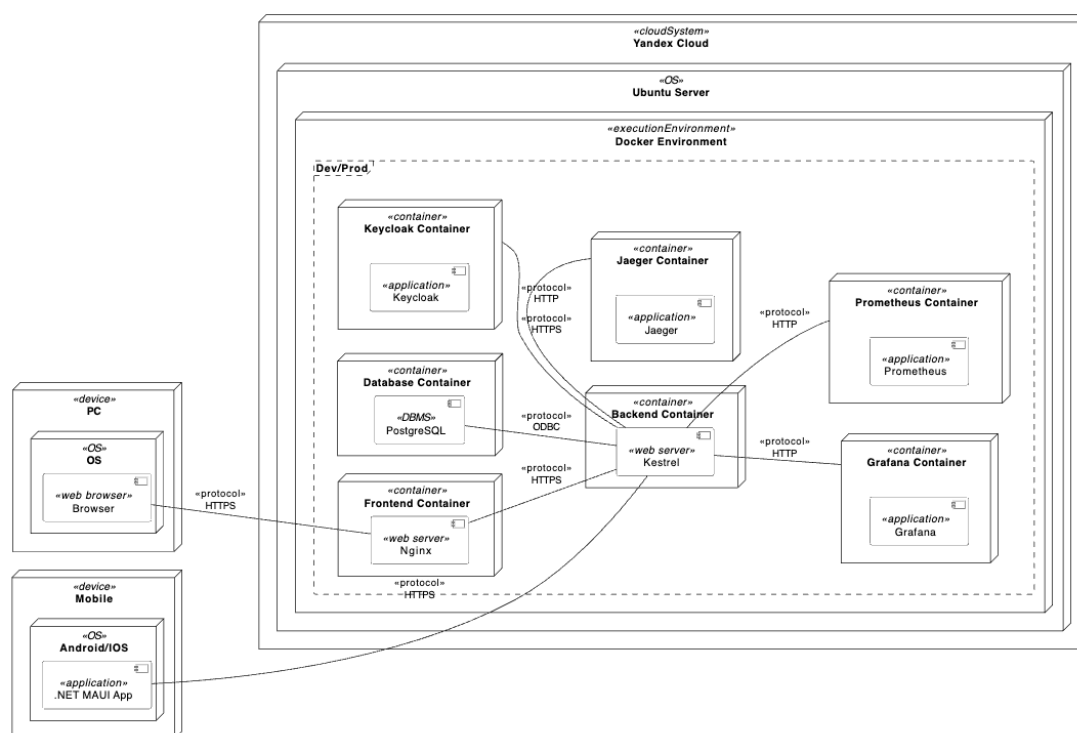 «cloudSystem»
Yandex Cloud
«OS»
Ubuntu Server
«executionEnvironment»
Docker Environment
Dev/Prod
«container»
Keycloak Container
«application»
Keycloak
«container»
Jaeger Container
«application»
Jaeger
«protocol»
HTTP
«protocol»
HTTPS
«container»
Prometheus Container
«application»
Prometheus
«protocol»
HTTP
«container»
Database Container
«DBMS»
PostgreSQL
«protocol»
ODBC
«container»
Backend Container
«web server»
Kestrel
«protocol»
HTTP
«container»
Grafana Container
«application»
Grafana
«device»
PC
«OS»
OS
«web browser»
Browser
«protocol»
HTTPS
«container»
Frontend Container
«web server»
Nginx
«protocol»
HTTPS
«protocol»
HTTPS
«device»
Mobile
«OS»
Android/IOS
«application»
.NET MAUI App